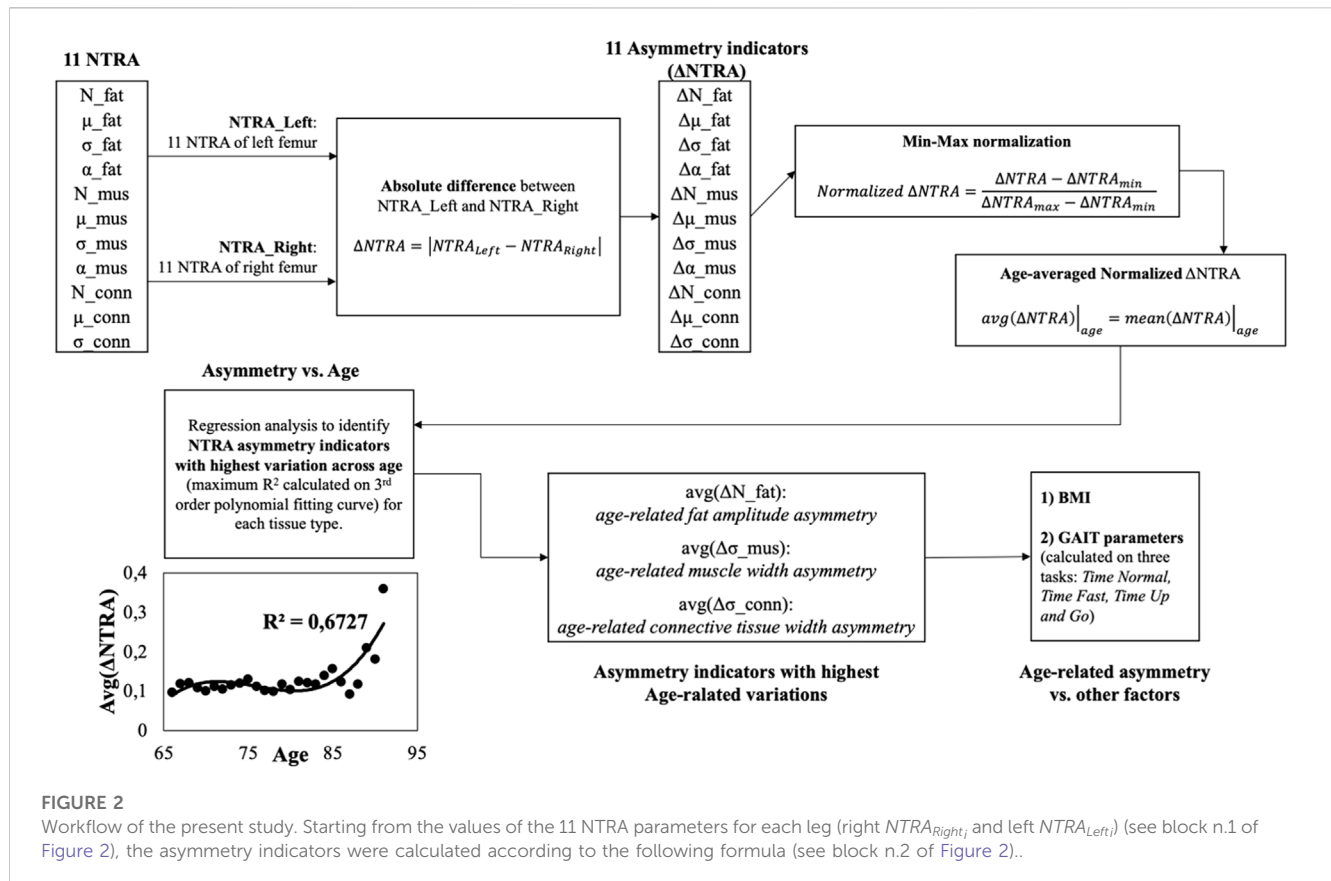 11 NTRA
N_fat
μ_fat
σ_fat
α_fat
N_mus
μ_mus
σ_mus
α_mus
N_conn
μ_conn
σ_conn
NTRA_Left:
11 NTRA of left femur
NTRA_Right:
11 NTRA of right femur
Absolute difference between
NTRA_Left and NTRA_Right
ΔNTRA = |NTRA_Left − NTRA_Right|
11 Asymmetry indicators
(ΔNTRA)
ΔN_fat
Δμ_fat
Δσ_fat
Δα_fat
ΔN_mus
Δμ_mus
Δσ_mus
Δα_mus
ΔN_conn
Δμ_conn
Δσ_conn
Min-Max normalization
Normalized ΔNTRA = (ΔNTRA − ΔNTRA_min) / (ΔNTRA_max − ΔNTRA_min)
Age-averaged Normalized ΔNTRA
avg(ΔNTRA)|age = mean(ΔNTRA)|age
Asymmetry vs. Age
Regression analysis to identify
NTRA asymmetry indicators
with highest variation across age
(maximum R² calculated on 3rd
order polynomial fitting curve) for
each tissue type.
Avg(ΔNTRA)
0,4
0,3
0,2
0,1
0
R² = 0,6727
65 75 85 95
Age
avg(ΔN_fat):
age-related fat amplitude asymmetry
avg(Δσ_mus):
age-related muscle width asymmetry
avg(Δσ_conn):
age-related connective tissue width asymmetry
Asymmetry indicators with highest
Age-ralated variations
1) BMI
2) GAIT parameters
(calculated on three
tasks: Time Normal,
Time Fast, Time Up
and Go)
Age-related asymmetry
vs. other factors
FIGURE 2
Workflow of the present study. Starting from the values of the 11 NTRA parameters for each leg (right NTRA_Right_i and left NTRA_Left_i) (see block n.1 of
Figure 2), the asymmetry indicators were calculated according to the following formula (see block n.2 of Figure 2)..